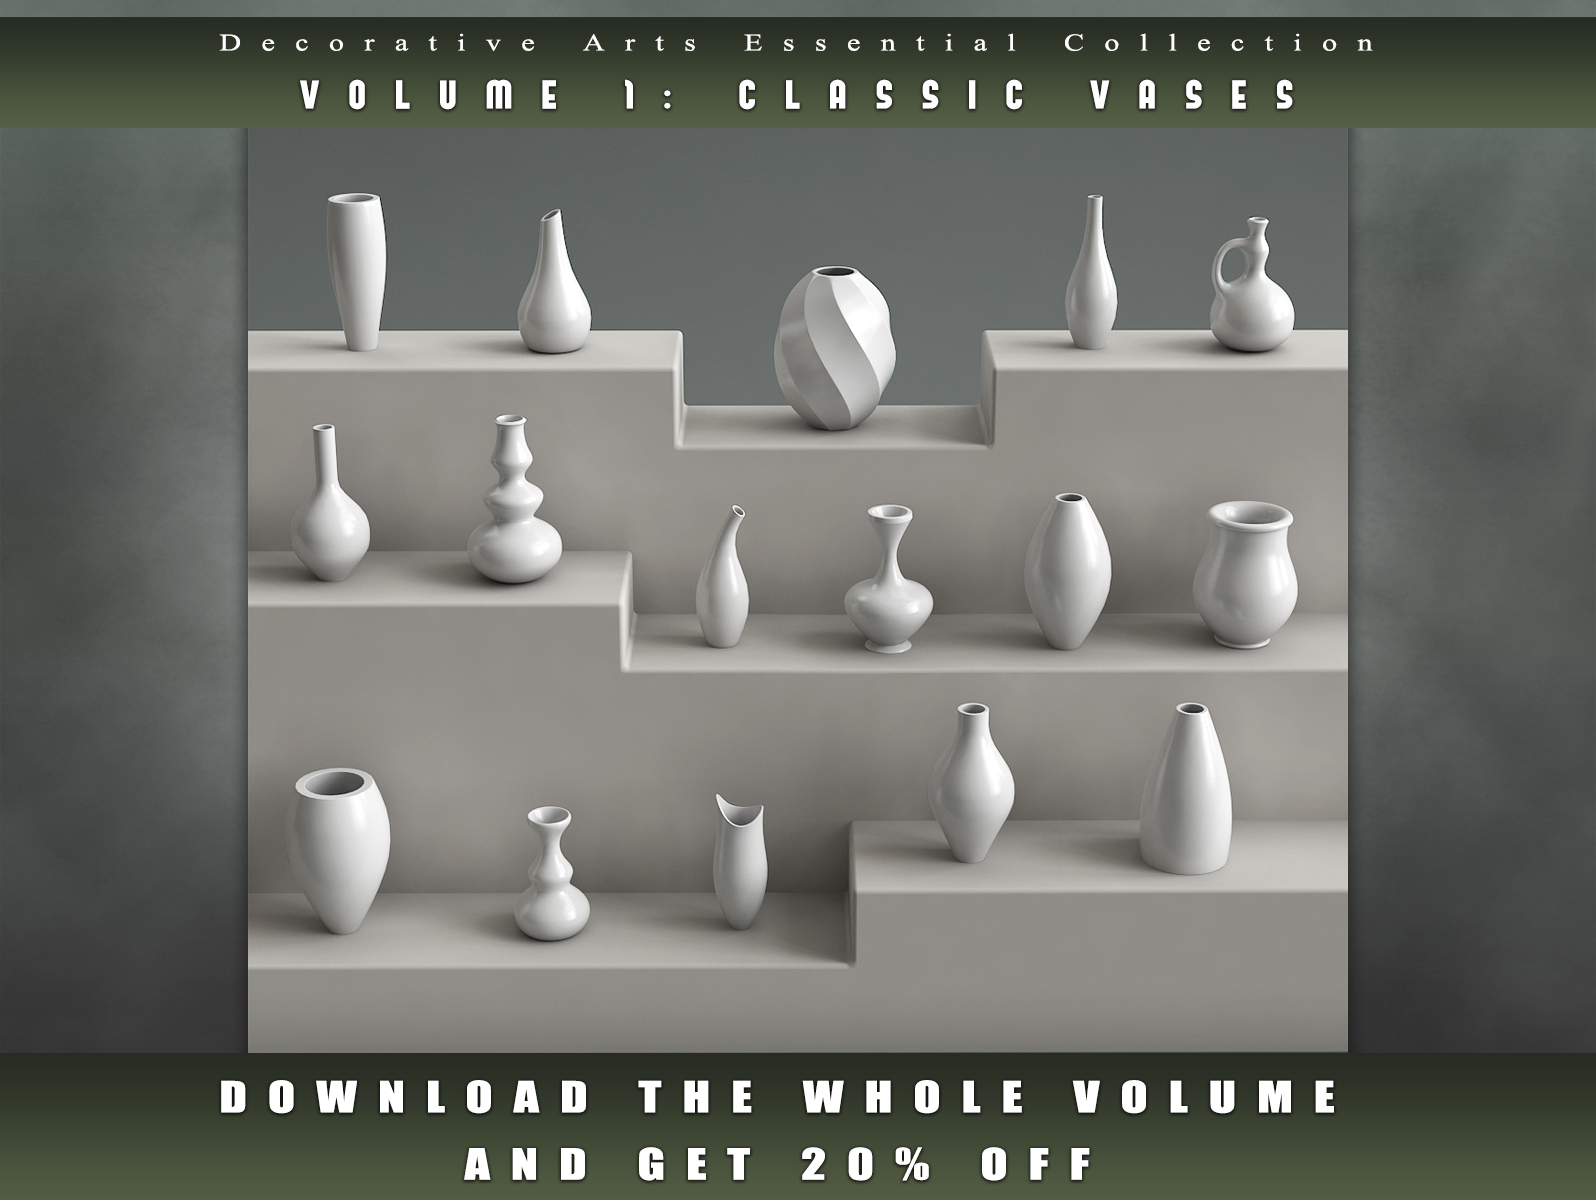 Decorative Arts Essential Collection
VOLUME 1: CLASSIC VASES
DOWNLOAD THE WHOLE VOLUME
AND GET 20% OFF